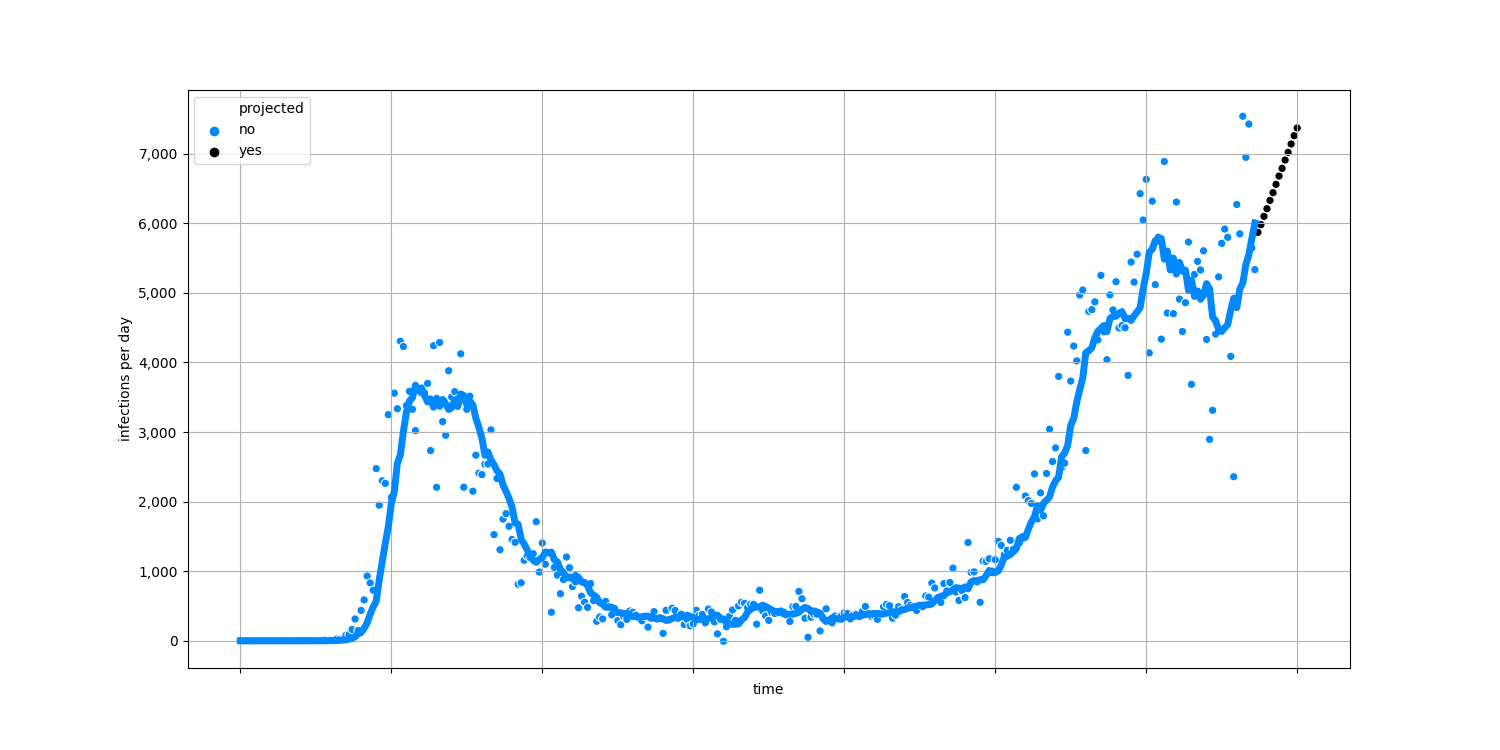 projected
no
yes
7,000
6,000
5,000
4,000
3,000
2,000
1,000
0
infections per day
time